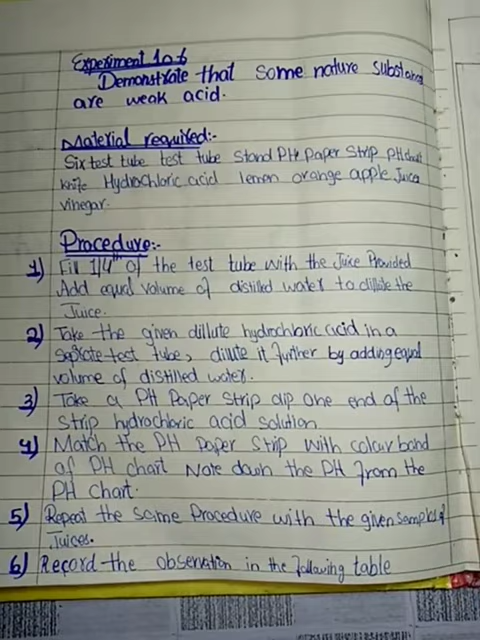 Experiment 10.6
Demonstrate that some nature substance
are weak acid.
Material required:-
Six test tube test tube stand PH Paper Strip PH chart
knife Hydrochloric acid lemon orange apple Juice
vinegar.
Procedure:-
1) Fill 1/4th of the test tube with the Juice Provided
Add equal volume of distilled water to dillute the
Juice.
2) Take the given dillute hydrochloric acid in a
seprate test tube, dilute it further by adding equal
volume of distilled water.
3) Take a PH Paper Strip dip one end of the
strip hydrochloric acid solution
4) Match the PH Paper Strip with colour band
of PH chart Note down the PH from the
PH chart.
5) Repeat the same Procedure with the given samples of
Juices.
6) Record the observation in the following table